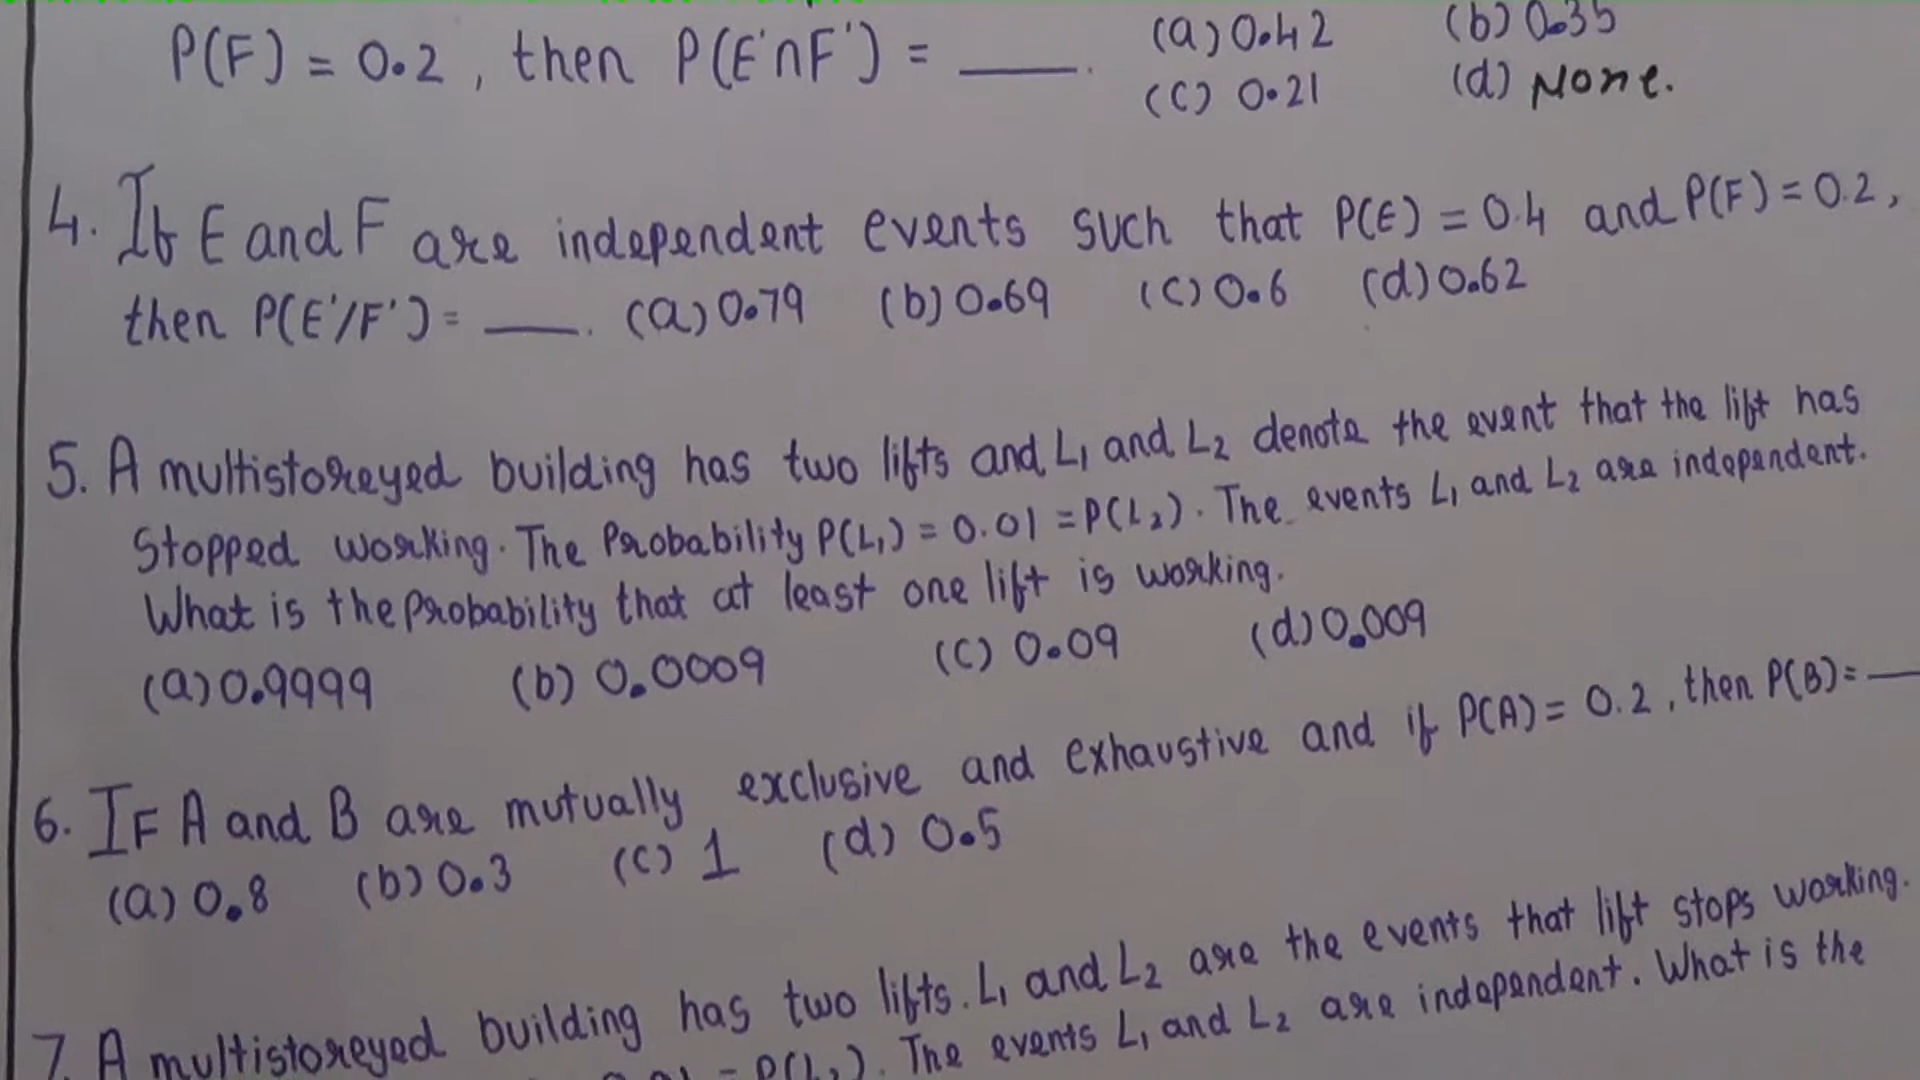 P(F) = 0.2, then P(E'∩F') = ____. (a) 0.42 (b) 0.35
(c) 0.21 (d) None.
4. If E and F are independent events such that P(E) = 0.4 and P(F) = 0.2,
then P(E'/F') = ____. (a) 0.79 (b) 0.69 (c) 0.6 (d) 0.62
5. A multistoreyed building has two lifts and L₁ and L₂ denote the event that the lift has
stopped working. The Probability P(L₁) = 0.01 = P(L₂). The events L₁ and L₂ are independent.
What is the probability that at least one lift is working.
(a) 0.9999 (b) 0.0009 (c) 0.09 (d) 0.009
6. IF A and B are mutually exclusive and exhaustive and if P(A) = 0.2, then P(B) = __
(a) 0.8 (b) 0.3 (c) 1 (d) 0.5
7. A multistoreyed building has two lifts. L₁ and L₂ are the events that lift stops working.
= P(L₂). The events L₁ and L₂ are independent. What is the